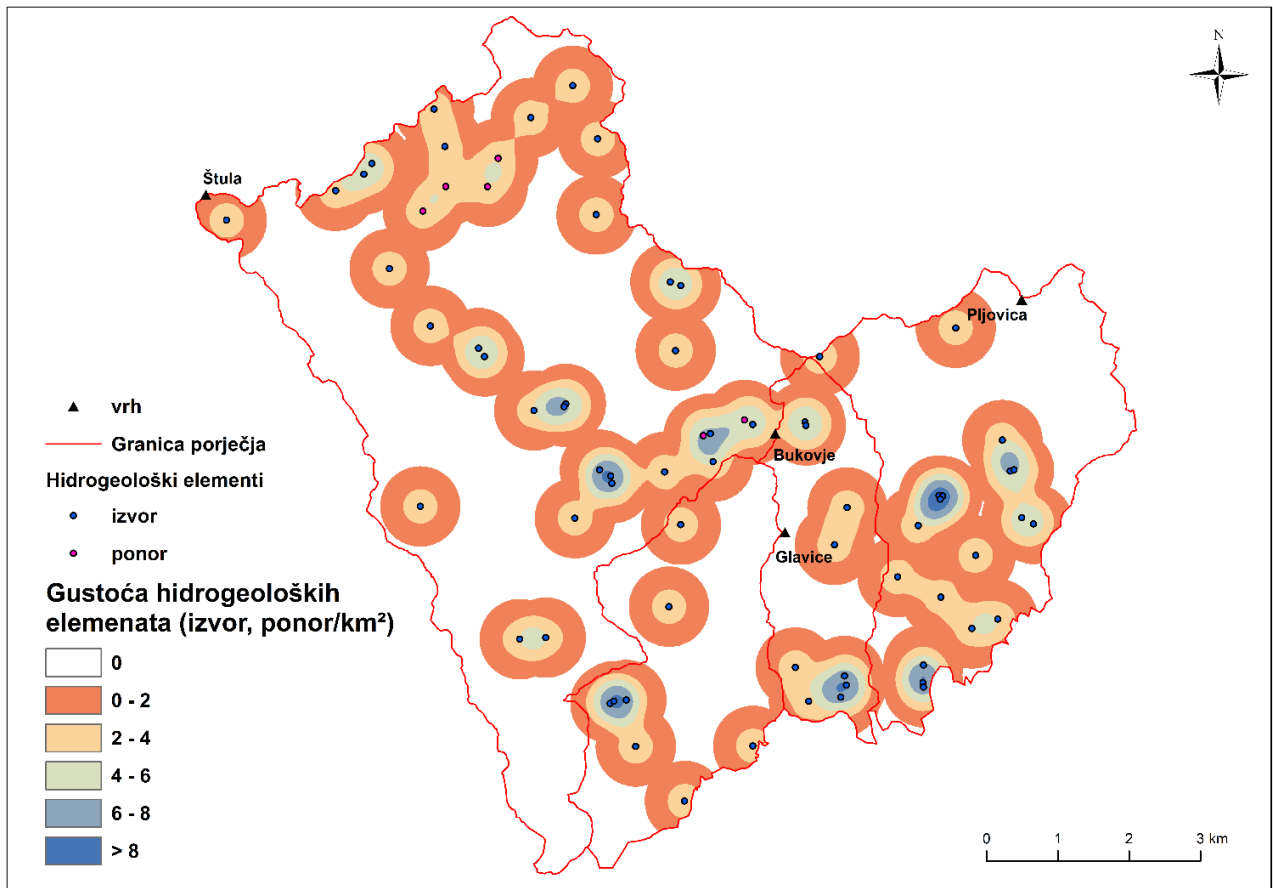 N
Štula
Pljovica
Bukovje
Glavice
vrh
Granica porječja
Hidrogeološki elementi
izvor
ponor
Gustoća hidrogeoloških
elemenata (izvor, ponor/km²)
0
0 - 2
2 - 4
4 - 6
6 - 8
> 8
0 1 2 3 km